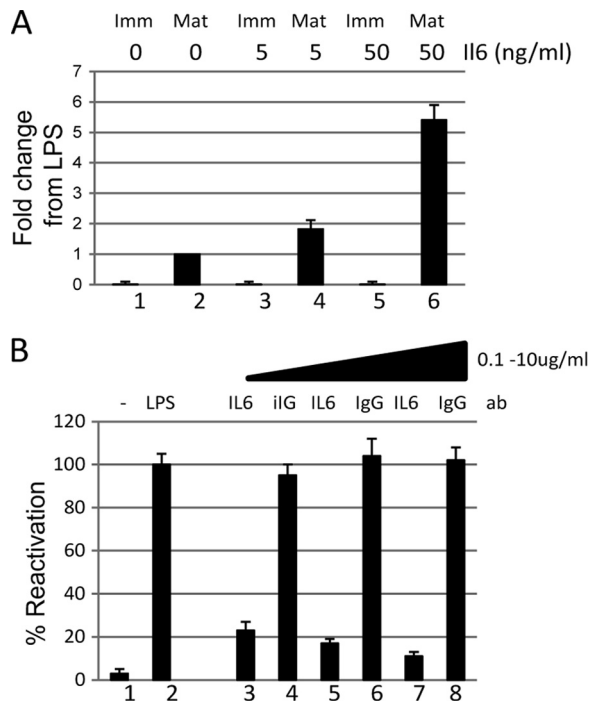 A
Imm Mat Imm Mat Imm Mat
0 0 5 5 50 50 Il6 (ng/ml)
Fold change
from LPS
7
6
5
4
3
2
1
0
1 2 3 4 5 6
B
0.1 -10ug/ml
- LPS IL6 iIG IL6 IgG IL6 IgG ab
% Reactivation
120
100
80
60
40
20
0
1 2 3 4 5 6 7 8